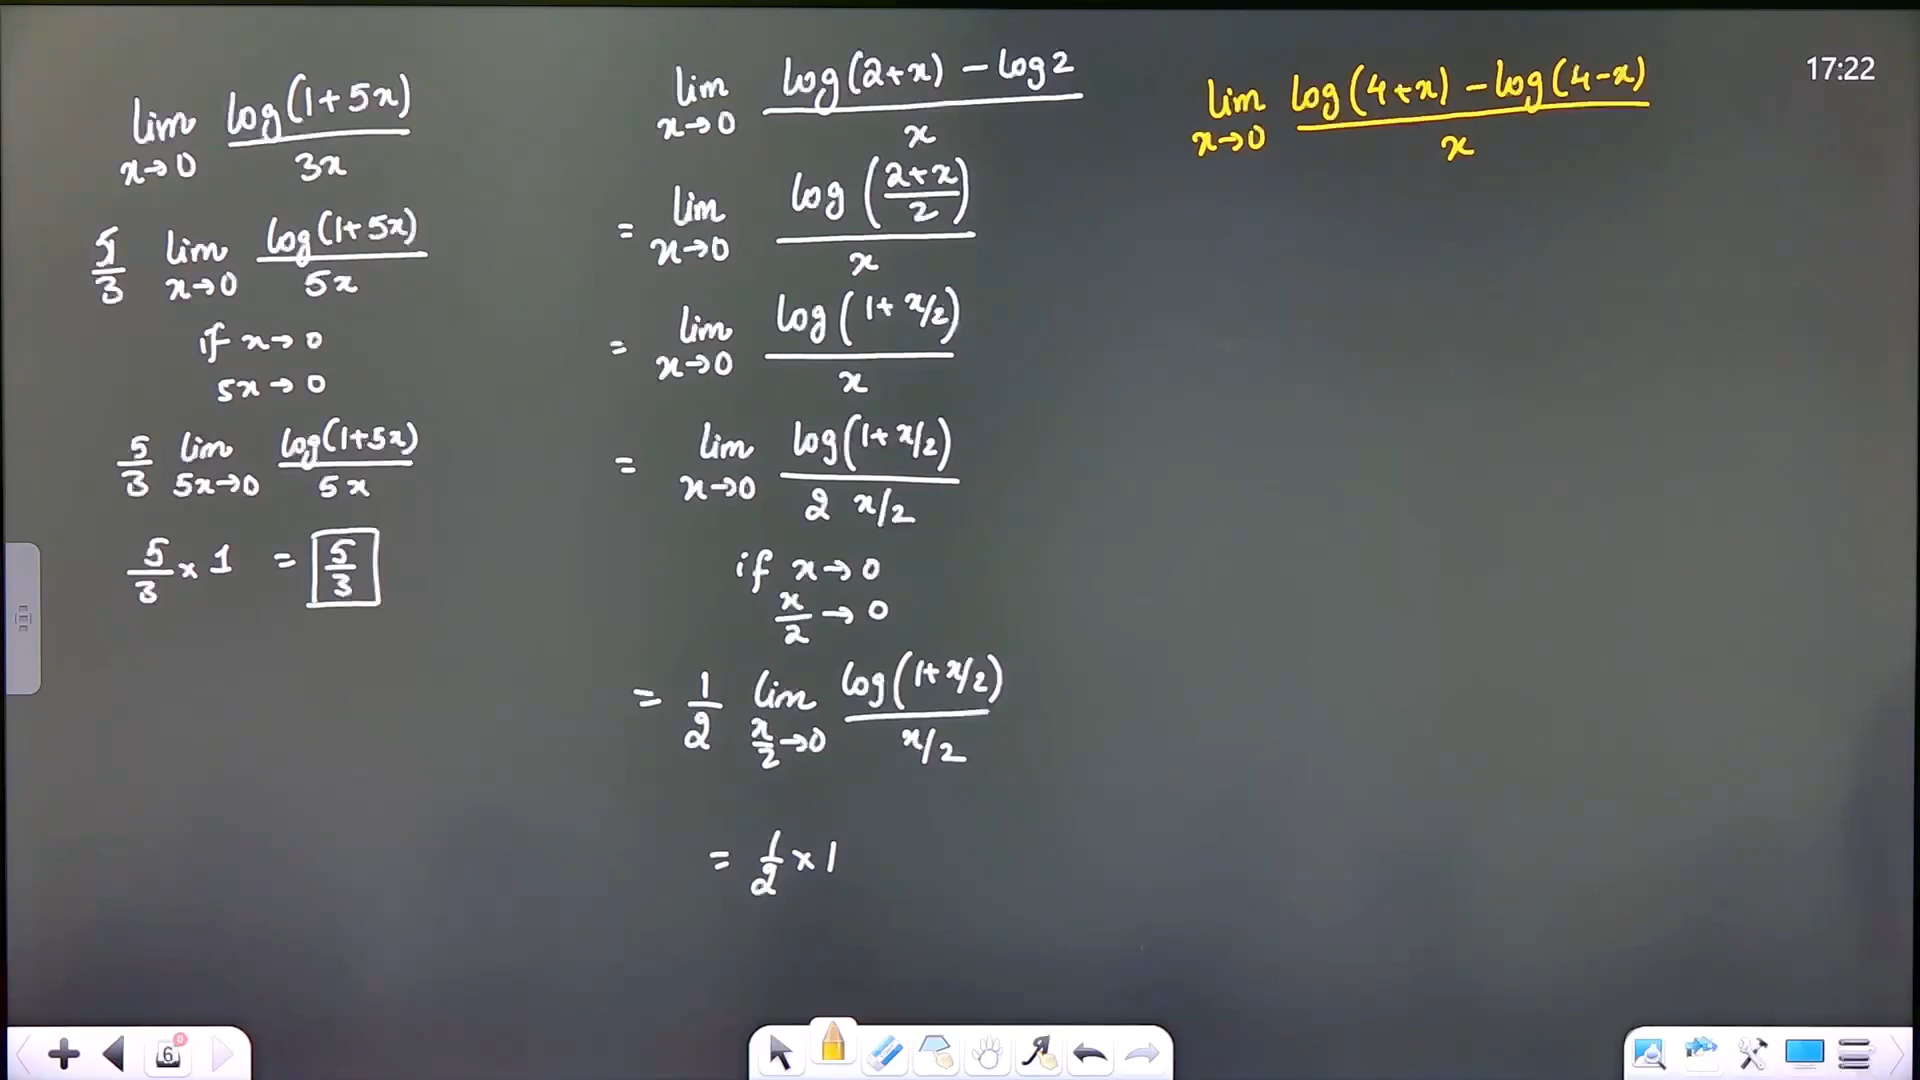 lim x→0 log(1+5x) / 3x
5/3 lim x→0 log(1+5x) / 5x
if x→0
5x→0
5/3 lim 5x→0 log(1+5x) / 5x
5/3 × 1 = 5/3
lim x→0 log(2+x) - log2 / x
= lim x→0 log((2+x)/2) / x
= lim x→0 log(1+x/2) / x
= lim x→0 log(1+x/2) / 2 x/2
if x→0
x/2→0
= 1/2 lim x/2→0 log(1+x/2) / x/2
= 1/2 × 1
lim x→0 log(4+x) - log(4-x) / x
17:22
6
0